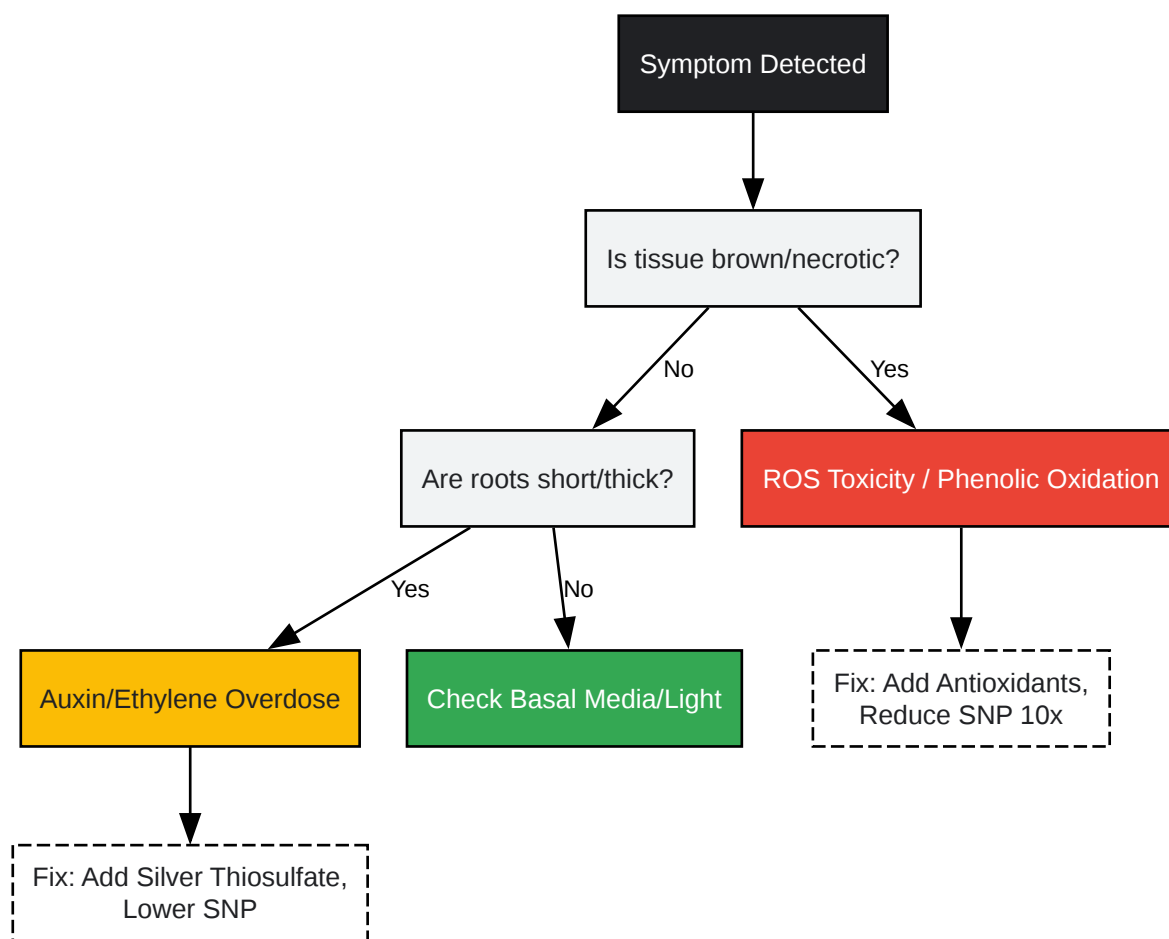 Symptom Detected
Is tissue brown/necrotic?
No
Yes
Are roots short/thick?
ROS Toxicity / Phenolic Oxidation
Yes
No
Auxin/Ethylene Overdose
Check Basal Media/Light
Fix: Add Antioxidants,
Reduce SNP 10x
Fix: Add Silver Thiosulfate,
Lower SNP